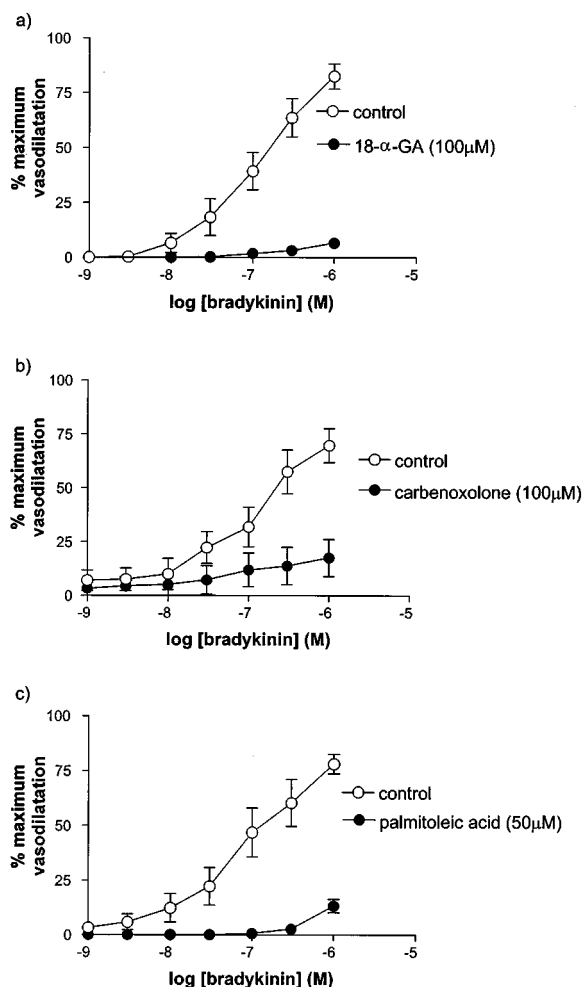 a)
% maximum
vasodilatation
100
75
50
25
0
control
18-α-GA (100μM)
-9
-8
-7
-6
-5
log [bradykinin] (M)
b)
% maximum
vasodilatation
100
75
50
25
0
control
carbenoxolone (100μM)
-9
-8
-7
-6
-5
log [bradykinin] (M)
c)
% maximum
vasodilatation
100
75
50
25
0
control
palmitoleic acid (50μM)
-9
-8
-7
-6
-5
log [bradykinin] (M)